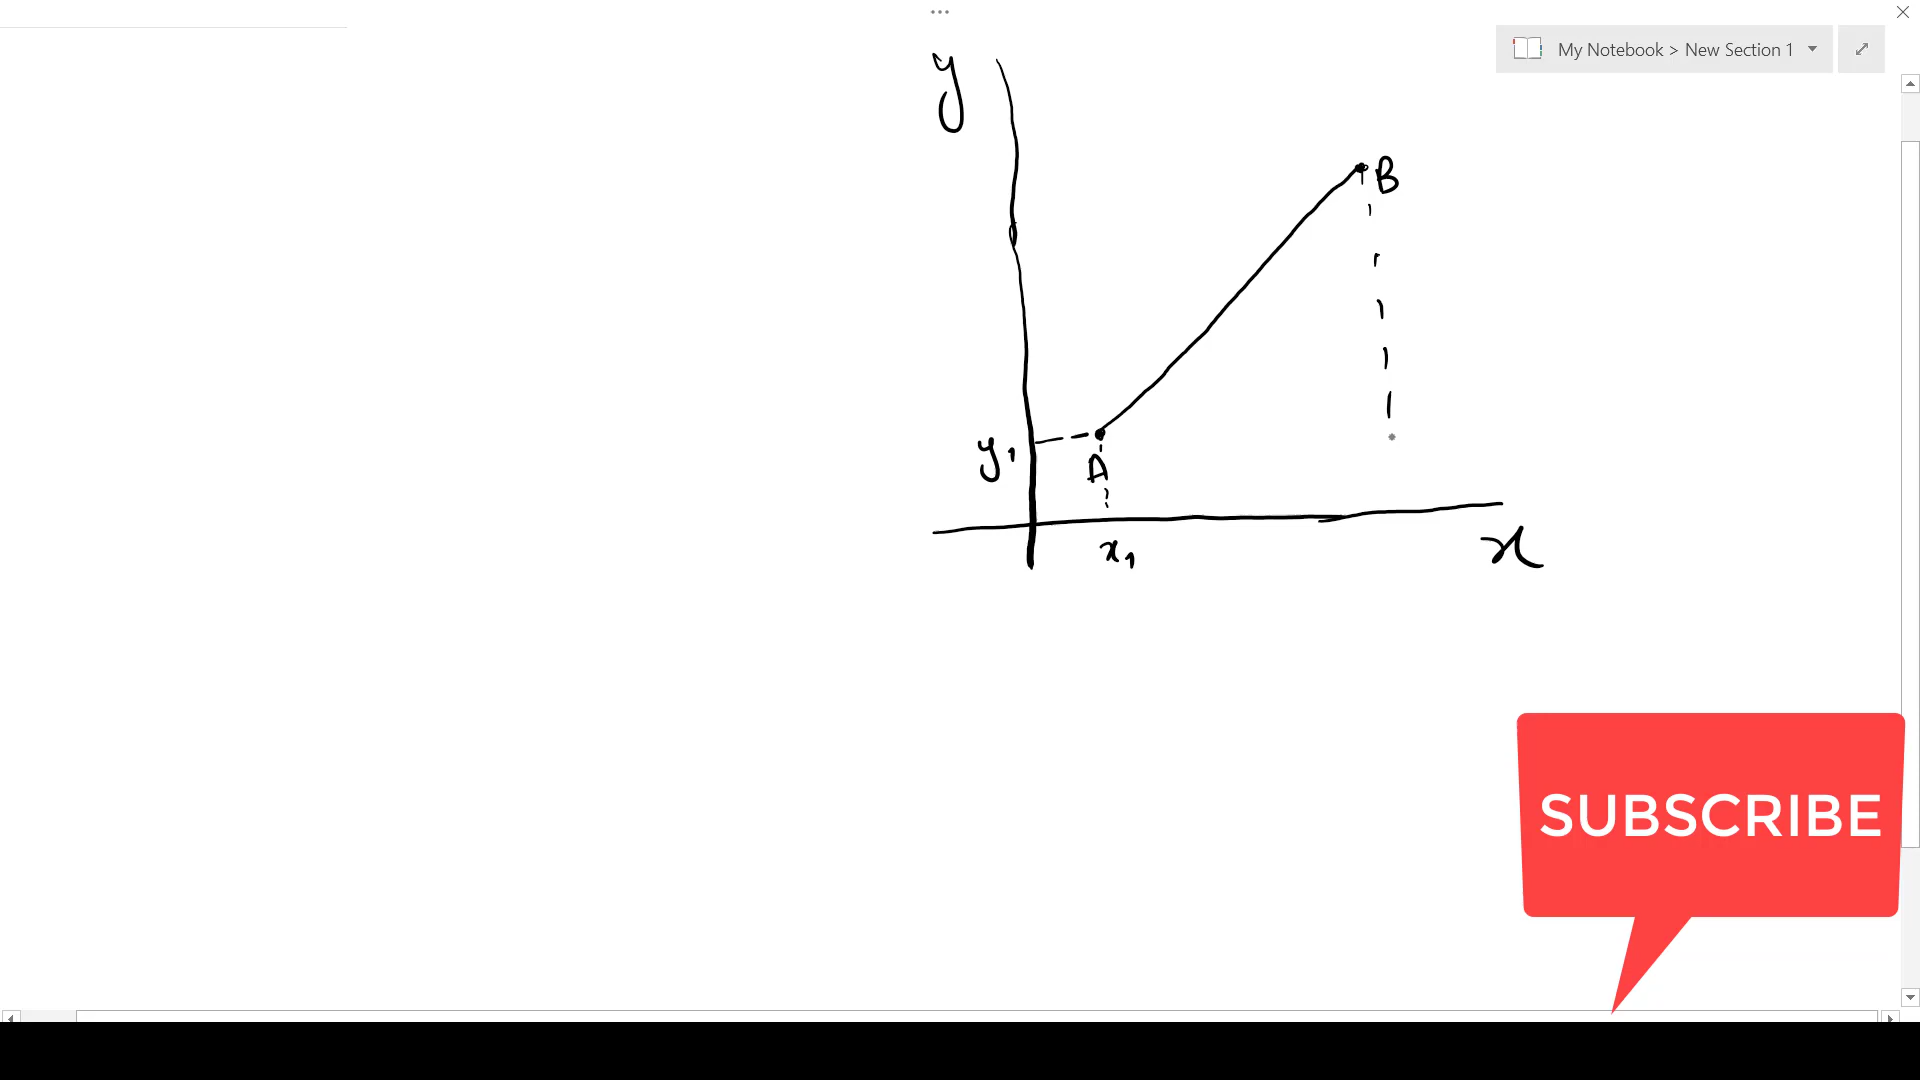 My Notebook > New Section 1
y
B
y₁
A
x₁
x
SUBSCRIBE